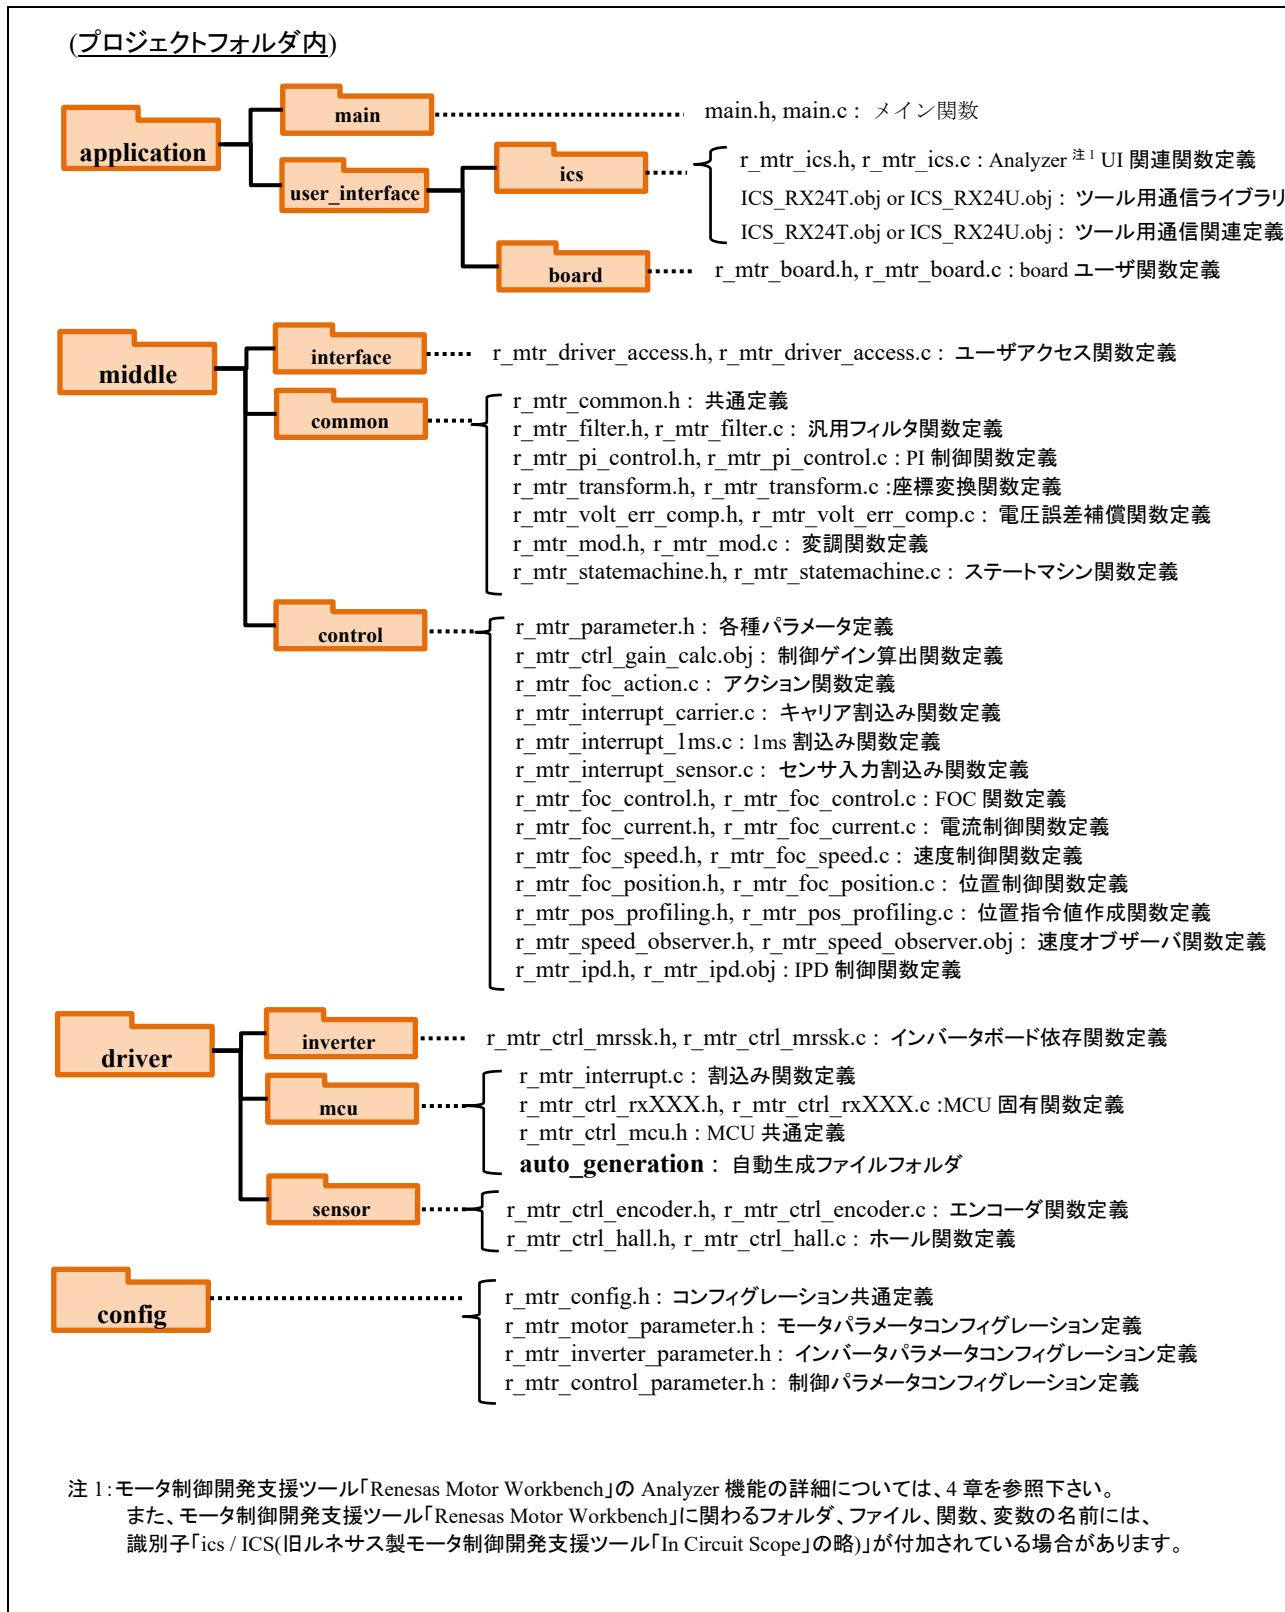 (プロジェクトフォルダ内)
application
main
main.h, main.c : メイン関数
user_interface
ics
r_mtr_ics.h, r_mtr_ics.c : Analyzer 注1 UI 関連関数定義
ICS_RX24T.obj or ICS_RX24U.obj : ツール用通信ライブラリ
ICS_RX24T.obj or ICS_RX24U.obj : ツール用通信関連定義
board
r_mtr_board.h, r_mtr_board.c : board ユーザ関数定義
middle
interface
r_mtr_driver_access.h, r_mtr_driver_access.c : ユーザアクセス関数定義
common
r_mtr_common.h : 共通定義
r_mtr_filter.h, r_mtr_filter.c : 汎用フィルタ関数定義
r_mtr_pi_control.h, r_mtr_pi_control.c : PI 制御関数定義
r_mtr_transform.h, r_mtr_transform.c :座標変換関数定義
r_mtr_volt_err_comp.h, r_mtr_volt_err_comp.c : 電圧誤差補償関数定義
r_mtr_mod.h, r_mtr_mod.c : 変調関数定義
r_mtr_statemachine.h, r_mtr_statemachine.c : ステートマシン関数定義
control
r_mtr_parameter.h : 各種パラメータ定義
r_mtr_ctrl_gain_calc.obj : 制御ゲイン算出関数定義
r_mtr_foc_action.c : アクション関数定義
r_mtr_interrupt_carrier.c : キャリア割込み関数定義
r_mtr_interrupt_1ms.c : 1ms 割込み関数定義
r_mtr_interrupt_sensor.c : センサ入力割込み関数定義
r_mtr_foc_control.h, r_mtr_foc_control.c : FOC 関数定義
r_mtr_foc_current.h, r_mtr_foc_current.c : 電流制御関数定義
r_mtr_foc_speed.h, r_mtr_foc_speed.c : 速度制御関数定義
r_mtr_foc_position.h, r_mtr_foc_position.c : 位置制御関数定義
r_mtr_pos_profiling.h, r_mtr_pos_profiling.c : 位置指令値作成関数定義
r_mtr_speed_observer.h, r_mtr_speed_observer.obj : 速度オブザーバ関数定義
r_mtr_ipd.h, r_mtr_ipd.obj : IPD 制御関数定義
driver
inverter
r_mtr_ctrl_mrssk.h, r_mtr_ctrl_mrssk.c : インバータボード依存関数定義
mcu
r_mtr_interrupt.c : 割込み関数定義
r_mtr_ctrl_rxXXX.h, r_mtr_ctrl_rxXXX.c :MCU 固有関数定義
r_mtr_ctrl_mcu.h : MCU 共通定義
auto_generation : 自動生成ファイルフォルダ
sensor
r_mtr_ctrl_encoder.h, r_mtr_ctrl_encoder.c : エンコーダ関数定義
r_mtr_ctrl_hall.h, r_mtr_ctrl_hall.c : ホール関数定義
config
r_mtr_config.h : コンフィグレーション共通定義
r_mtr_motor_parameter.h : モータパラメータコンフィグレーション定義
r_mtr_inverter_parameter.h : インバータパラメータコンフィグレーション定義
r_mtr_control_parameter.h : 制御パラメータコンフィグレーション定義
注 1:モータ制御開発支援ツール「Renesas Motor Workbench」の Analyzer 機能の詳細については、4 章を参照下さい。
また、モータ制御開発支援ツール「Renesas Motor Workbench」に関わるフォルダ、ファイル、関数、変数の名前には、
識別子「ics / ICS(旧ルネサス製モータ制御開発支援ツール「In Circuit Scope」の略)」が付加されている場合があります。